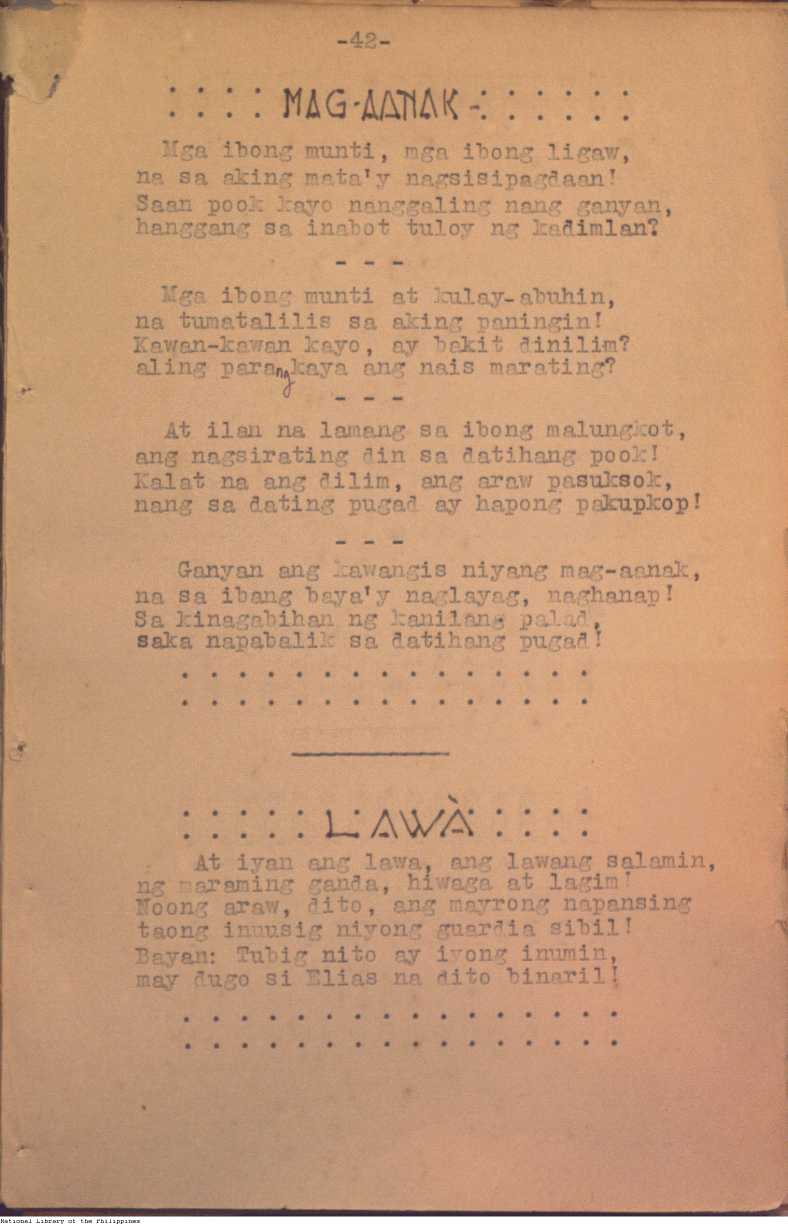 -42-
: : : : MAG-AANAK-: : : : : :
Mga ibong munti, mga ibong ligaw,
na sa aking mata'y nagsisipagdaan!
Saan pook kayo nanggaling nang ganyan,
hanggang sa inabot tuloy ng kadimlan?
- - -
Mga ibong munti at kulay-abuhin,
na tumatalilis sa aking paningin!
Kawan-kawan kayo, ay bakit dinilim?
aling parang kaya ang nais marating?
- - -
At ilan na lamang sa ibong malungkot,
ang nagsirating din sa datihang pook!
Kalat na ang dilim, ang araw pasuksok,
nang sa dating pugad ay hapong pakupkop!
- - -
Ganyan ang kawangis niyang mag-aanak,
na sa ibang baya'y naglayag, naghanap!
Sa kinagabihan ng kanilang palad,
saka napabalik sa datihang pugad!
: : : : : : : : : : : : : : :
: : : : : LAWÀ : : : : :
At iyan ang lawa, ang lawang salamin,
ng maraming ganda, hiwaga at lagim!
Noong araw, dito, ang mayrong napansing
taong inuusig niyong guardia sibil!
Bayan: Tubig nito ay iyong inumin,
may dugo si Elias na dito binaril!
: : : : : : : : : : : : : : : :
National Library of the Philippines